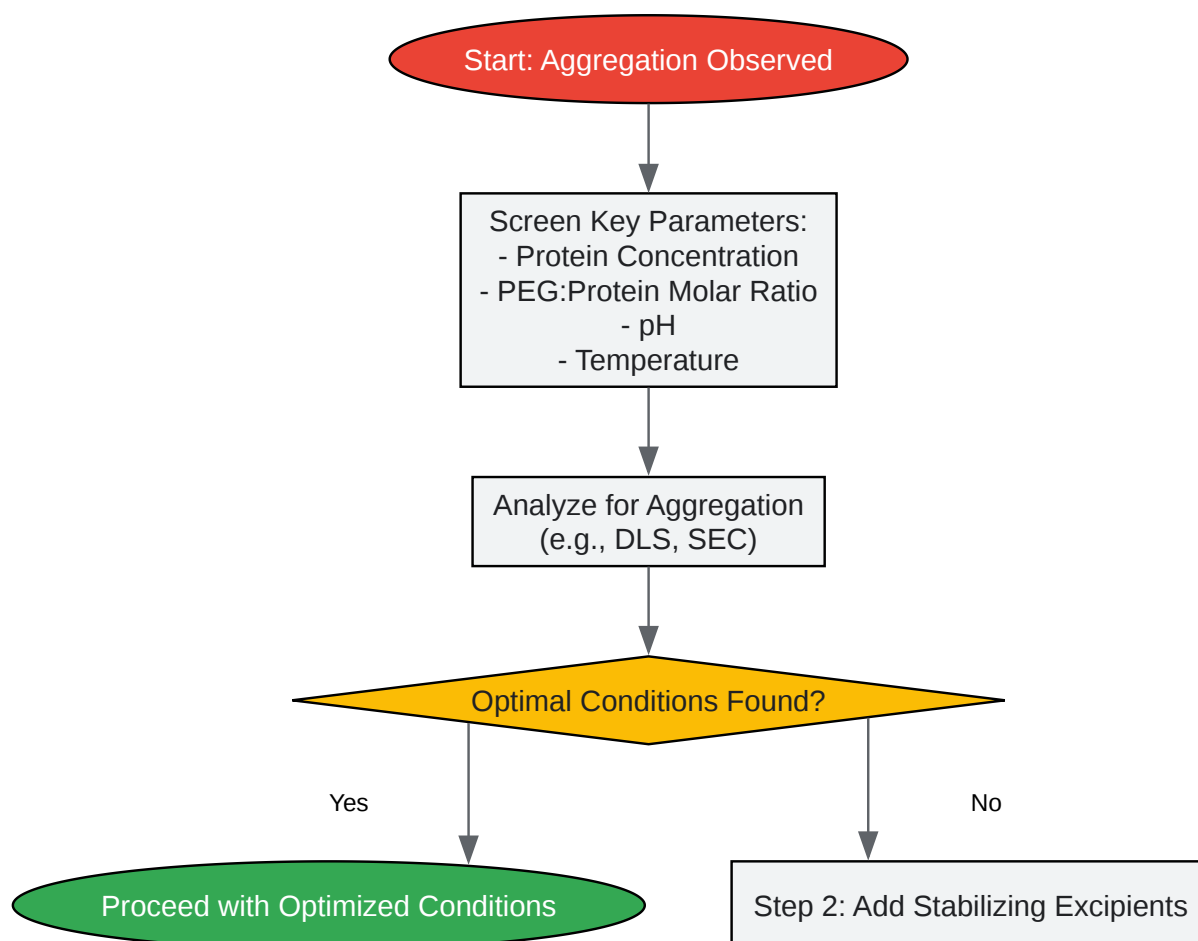 Start: Aggregation Observed
Screen Key Parameters:
- Protein Concentration
- PEG:Protein Molar Ratio
- pH
- Temperature
Analyze for Aggregation
(e.g., DLS, SEC)
Optimal Conditions Found?
Yes
No
Proceed with Optimized Conditions
Step 2: Add Stabilizing Excipients